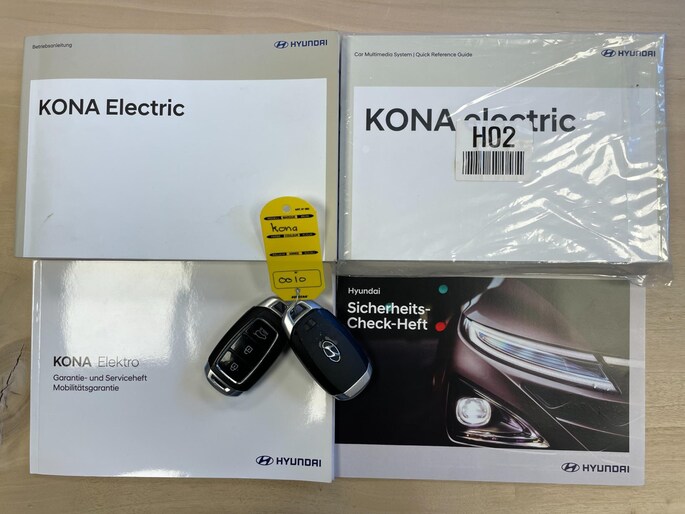 Betriebsanleitung
HYUNDAI
KONA Electric
Car Multimedia System | Quick Reference Guide
HYUNDAI
KONA electric
H02
Kona
0010
KONA Elektro
Garantie- und Serviceheft
Mobilitätsgarantie
HYUNDAI
Hyundai
Sicherheits-
Check-Heft
HYUNDAI